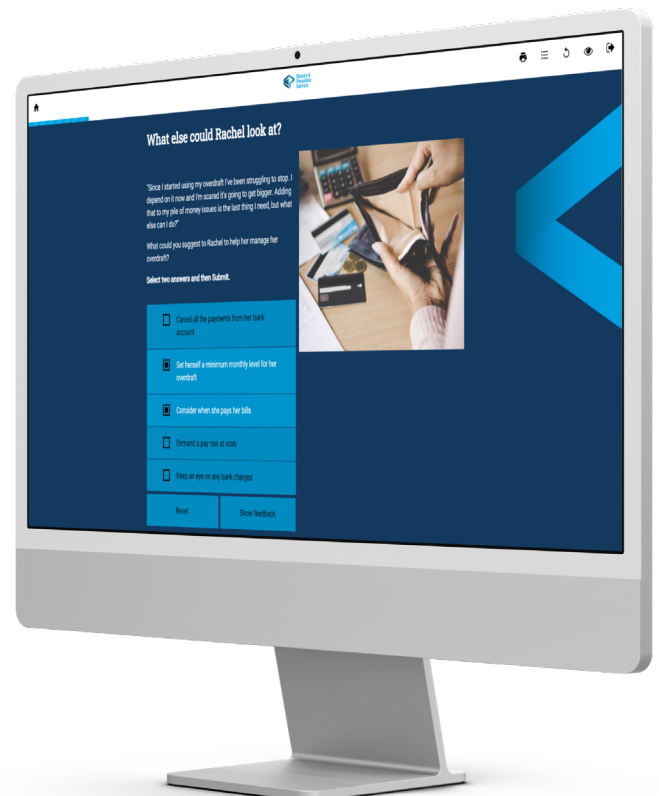 Money &
Pensions
Service
What else could Rachel look at?
"Since I started using my overdraft I've been struggling to stop. I
depend on it now and I'm scared it's going to get bigger. Adding
that to my pile of money issues is the last thing I need, but what
else can I do?"
What could you suggest to Rachel to help her manage her
overdraft?
Select two answers and then Submit.
Cancel all the payments from her bank
account
Set herself a minimum monthly level for her
overdraft
Consider when she pays her bills
Demand a pay rise at work
Keep an eye on any bank charges
Reset
Show feedback